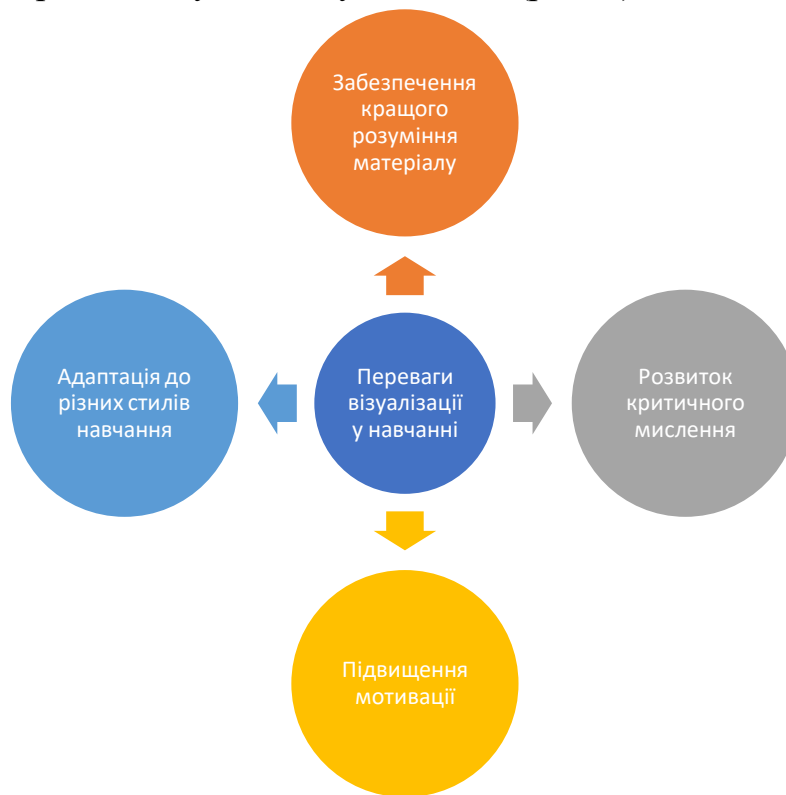 Забезпечення
кращого
розуміння
матеріалу
Адаптація до
різних стилів
навчання
Переваги
візуалізації
у навчанні
Розвиток
критичного
мислення
Підвищення
мотивації